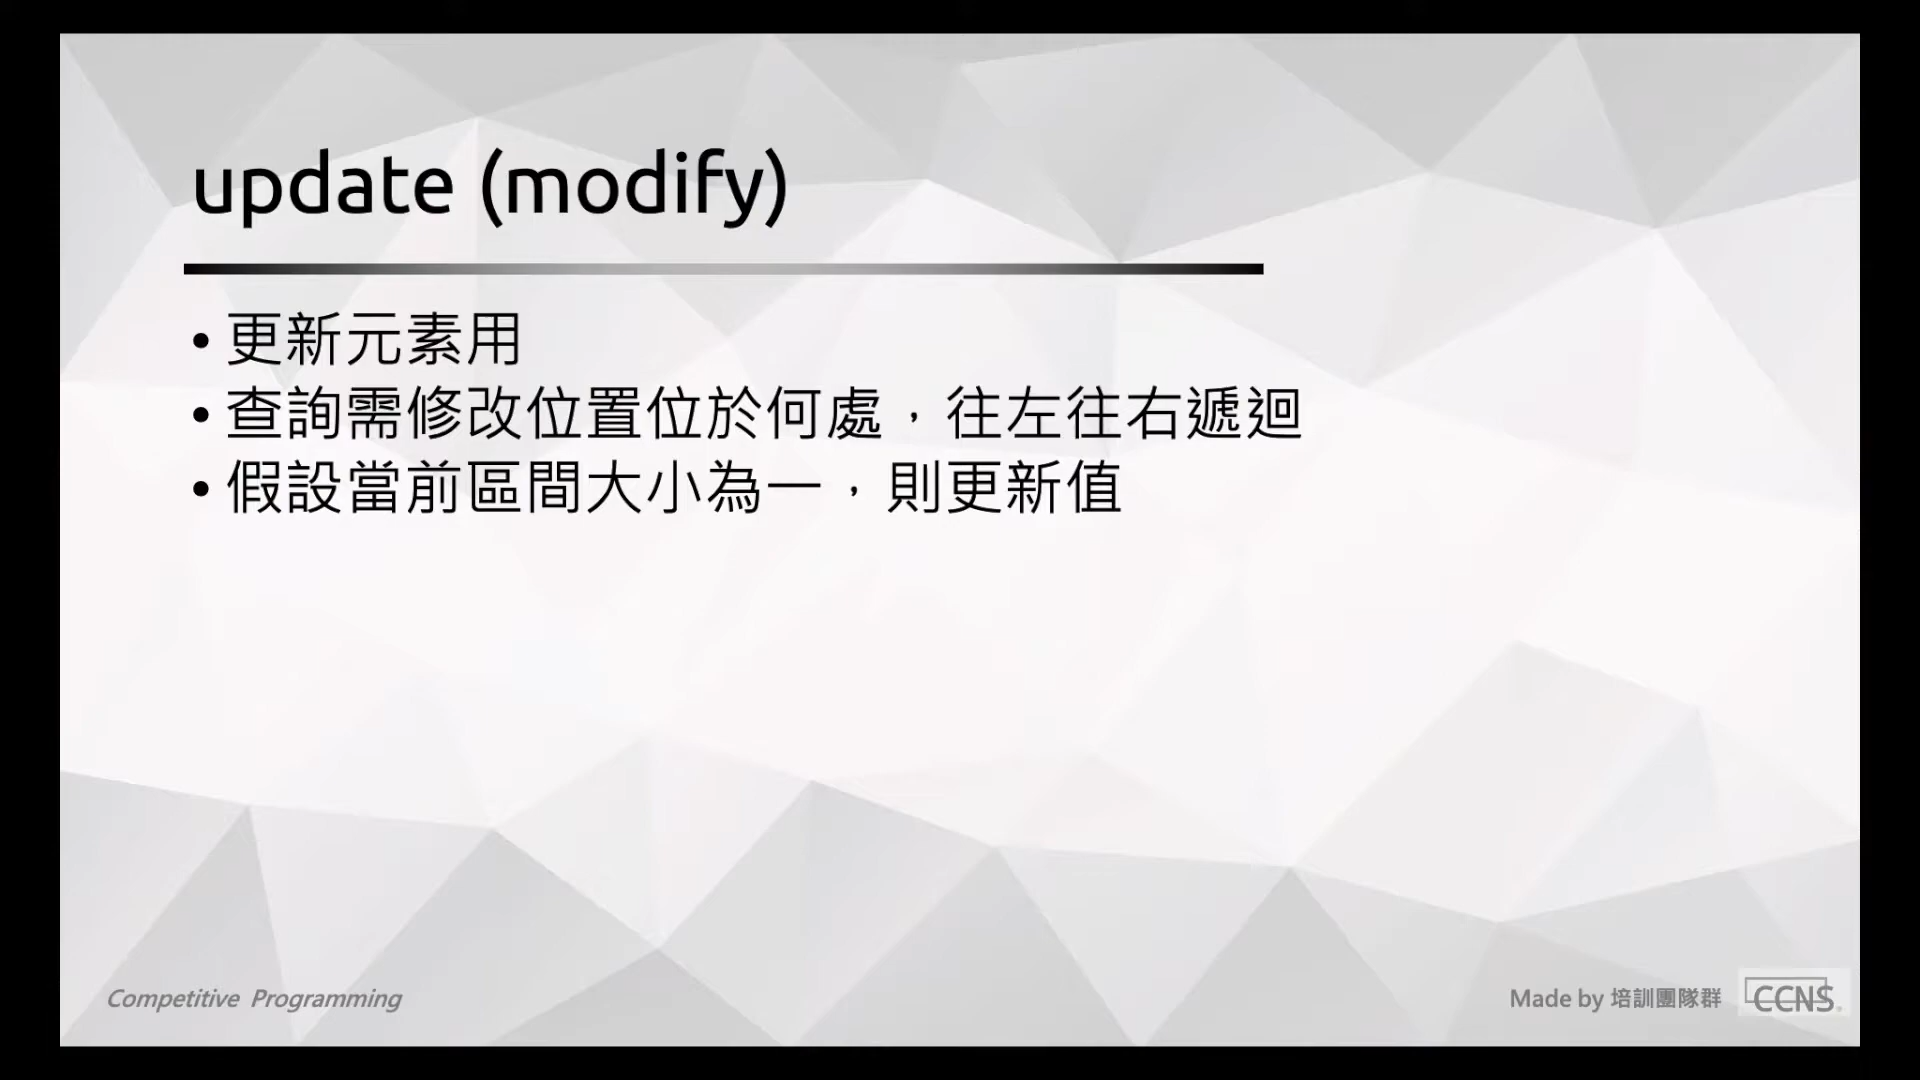 update (modify)
• 更新元素用
• 查詢需修改位置位於何處，往左往右遞迴
• 假設當前區間大小為一，則更新值
Competitive Programming
Made by 培訓團隊群
CCNS